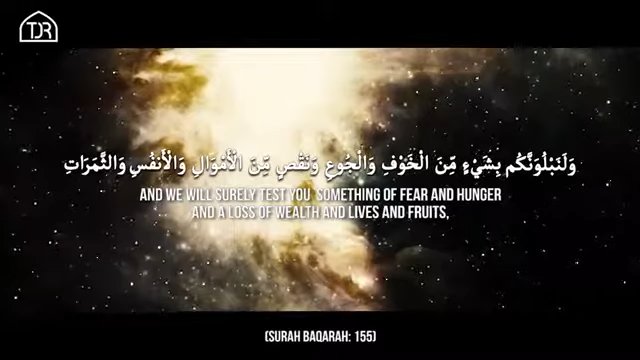 TDR
وَلَنَبْلُوَنَّكُم بِشَيْءٍ مِّنَ الْخَوْفِ وَالْجُوعِ وَنَقْصٍ مِّنَ الْأَمْوَالِ وَالْأَنفُسِ وَالثَّمَرَاتِ
AND WE WILL SURELY TEST YOU SOMETHING OF FEAR AND HUNGER
AND A LOSS OF WEALTH AND LIVES AND FRUITS,
(SURAH BAQARAH: 155)